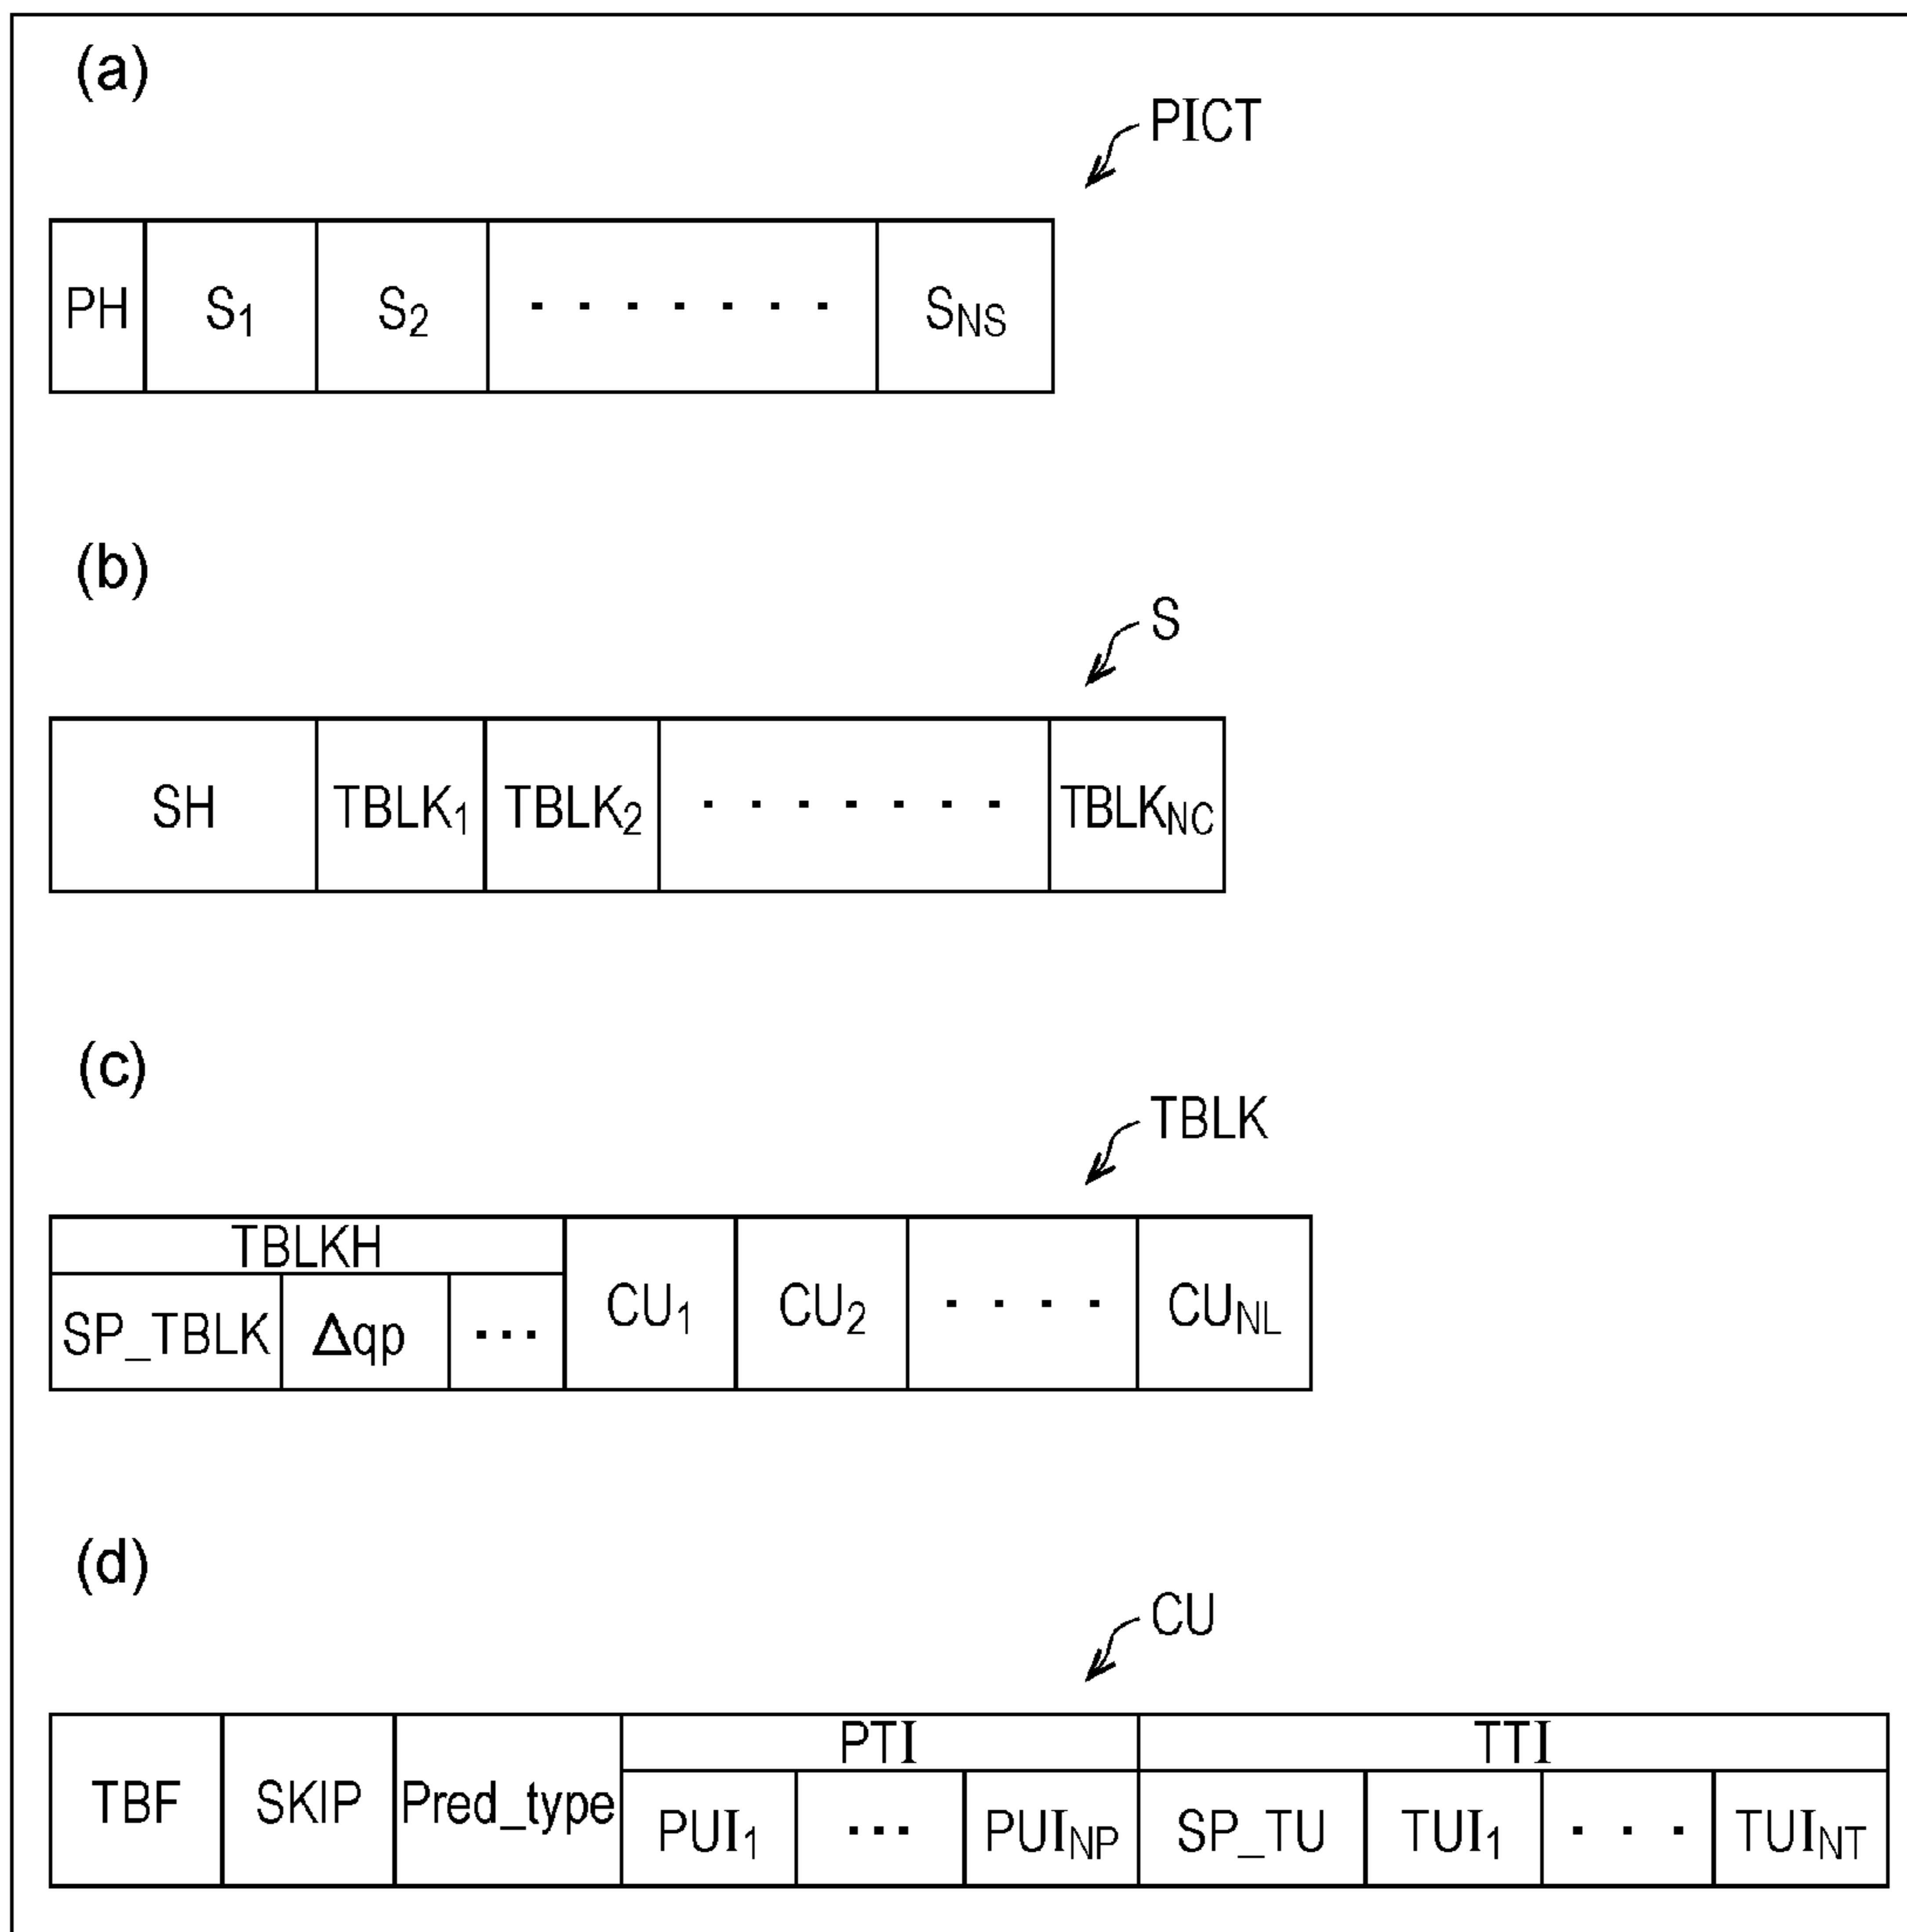 (a)
PICT
PH S1 S2 · · · · · · · SNS
(b)
S
SH TBLK1 TBLK2 · · · · · · · TBLKNC
(c)
TBLK
TBLKH
SP_TBLK Δqp ··· CU1 CU2 · · · · CUNL
(d)
CU
PTI TTI
TBF SKIP Pred_type PUI1 ··· PUINP SP_TU TUI1 · · · TUINT